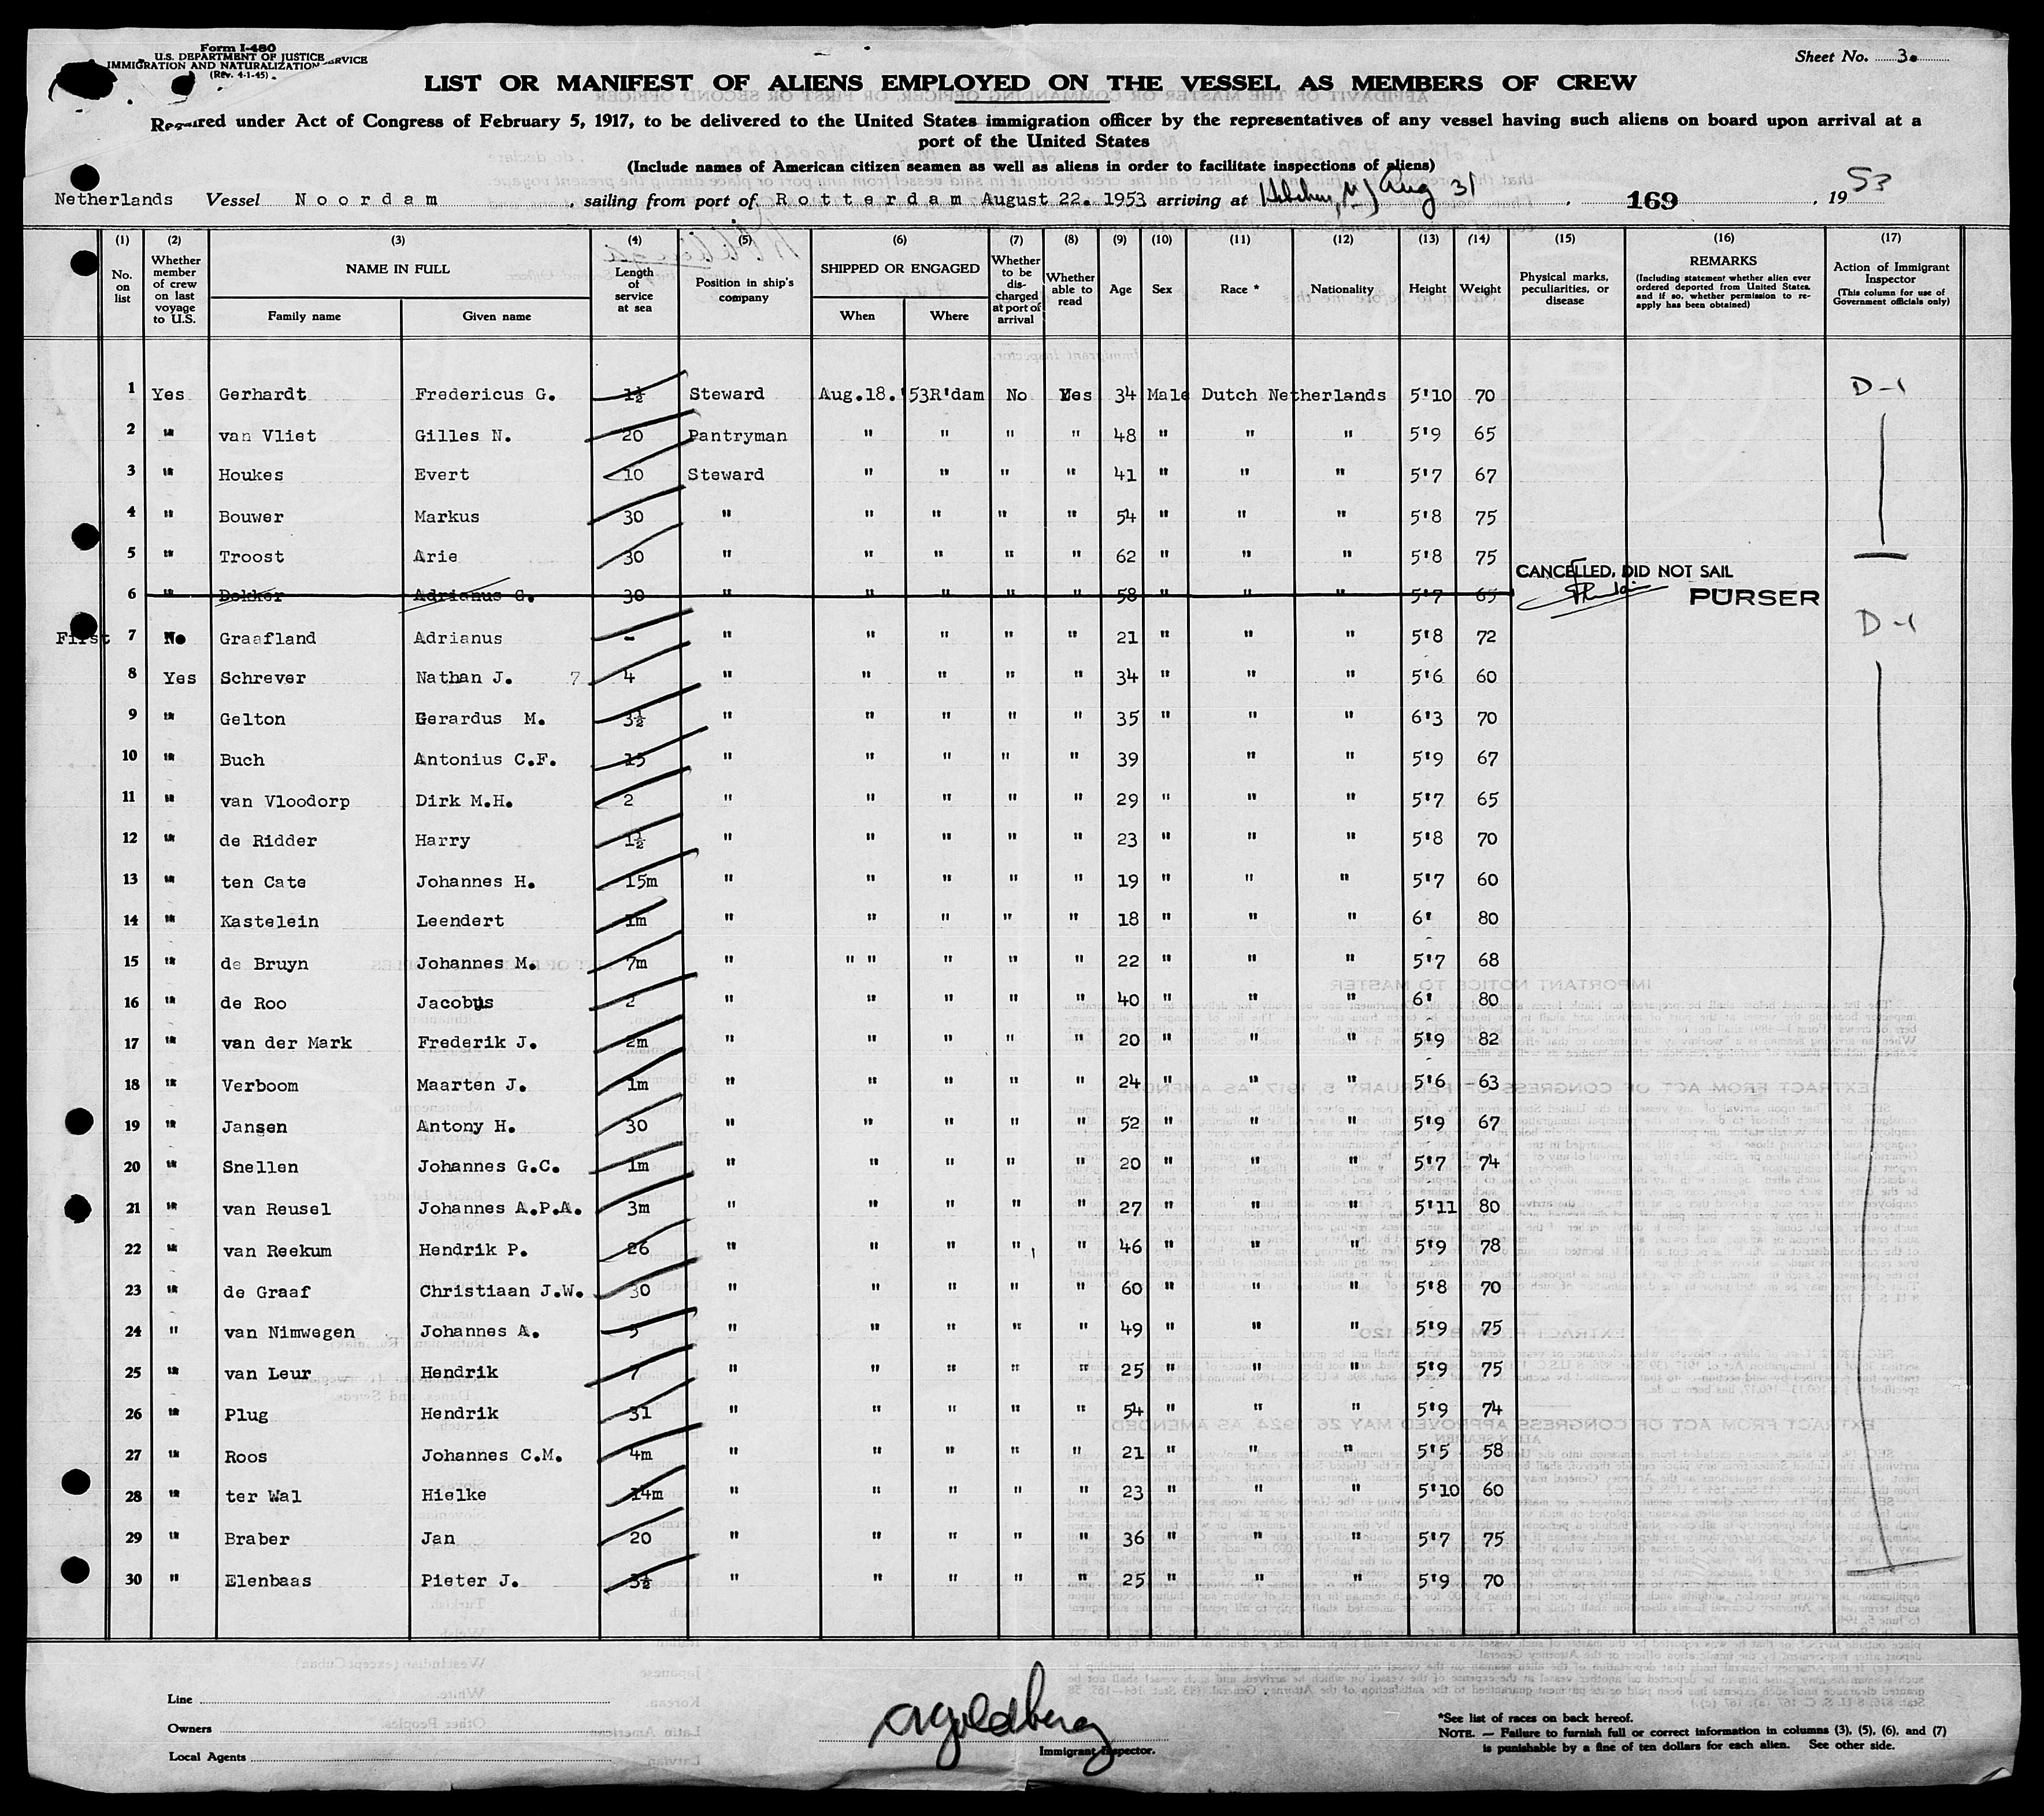 Form I-480
U.S. DEPARTMENT OF JUSTICE
IMMIGRATION AND NATURALIZATION SERVICE
(Rev. 4-1-45)
Sheet No. 3.
LIST OR MANIFEST OF ALIENS EMPLOYED ON THE VESSEL AS MEMBERS OF CREW
Required under Act of Congress of February 5, 1917, to be delivered to the United States immigration officer by the representatives of any vessel having such aliens on board upon arrival at a
port of the United States
(Include names of American citizen seamen as well as aliens in order to facilitate inspections of aliens)
Netherlands Vessel Noordam, sailing from port of Rotterdam August 22. 1953 arriving at Aug 31, 169, 1953
(1) (2) (3) (4) (5) (6) (7) (8) (9) (10) (11) (12) (13) (14) (15) (16) (17)
No. on list
Whether member of crew on last voyage to U.S.
NAME IN FULL
Family name Given name
Length of service at sea
Position in ship's company
SHIPPED OR ENGAGED
When Where
Whether to be discharged at port of arrival
Whether able to read
Age
Sex
Race *
Nationality
Height
Weight
Physical marks, peculiarities, or disease
REMARKS
(Including statement whether alien ever ordered deported from United States, and if so, whether permission to re-apply has been obtained)
Action of Immigrant Inspector
(This column for use of Government officials only)
1 Yes Gerhardt Fredericus G. 1½ Steward Aug.18.'53 R'dam No Yes 34 Male Dutch Netherlands 5'10 70 D-1
2 " van Vliet Gilles N. 20 Pantryman " " " " 48 " " " 5'9 65
3 " Houkes Evert 10 Steward " " " " 41 " " " 5'7 67
4 " Bouwer Markus 30 " " " " " 54 " " " 5'8 75
5 " Troost Arie 30 " " " " " 62 " " " 5'8 75
6 " Dekker Adrianus G. 30 " " " " " 58 " " " 5'7 65 CANCELLED, DID NOT SAIL PURSER
First 7 No Graafland Adrianus - " " " " " 21 " " " 5'8 72 D-1
8 Yes Schrever Nathan J. 7 4 " " " " " 34 " " " 5'6 60
9 " Gelton Gerardus M. 3½ " " " " " 35 " " " 6'3 70
10 " Buch Antonius C.F. 15 " " " " " 39 " " " 5'9 67
11 " van Vloodorp Dirk M.H. 2 " " " " " 29 " " " 5'7 65
12 " de Ridder Harry 1½ " " " " " 23 " " " 5'8 70
13 " ten Cate Johannes H. 15m " " " " " 19 " " " 5'7 60
14 " Kastelein Leendert 1m " " " " " 18 " " " 6' 80
15 " de Bruyn Johannes M. 7m " " " " " " 22 " " " 5'7 68
16 " de Roo Jacobus 2 " " " " " 40 " " " 6' 80
17 " van der Mark Frederik J. 2m " " " " " 20 " " " 5'9 82
18 " Verboom Maarten J. 1m " " " " " 24 " " " 5'6 63
19 " Jansen Antony H. 30 " " " " " 52 " " " 5'9 67
20 " Snellen Johannes G.C. 1m " " " " " 20 " " " 5'7 74
21 " van Reusel Johannes A.P.A. 3m " " " " " 27 " " " 5'11 80
22 " van Reekum Hendrik P. 26 " " " " " 46 " " " 5'9 78
23 " de Graaf Christiaan J.W. 30 " " " " " 60 " " " 5'8 70
24 " van Nimwegen Johannes A. 5 " " " " " 49 " " " 5'9 75
25 " van Leur Hendrik 7 " " " " " 25 " " " 5'9 75
26 " Plug Hendrik 31 " " " " " 54 " " " 5'9 74
27 " Roos Johannes C.M. 4m " " " " " 21 " " " 5'5 58
28 " ter Wal Hielke 14m " " " " " 23 " " " 5'10 60
29 " Braber Jan 20 " " " " " 36 " " " 5'7 75
30 " Elenbaas Pieter J. 3½ " " " " " 25 " " " 5'9 70
Line
Owners
Local Agents
A Goldberg
Immigrant Inspector.
*See list of races on back hereof.
NOTE. — Failure to furnish full or correct information in columns (3), (5), (6), and (7)
is punishable by a fine of ten dollars for each alien. See other side.